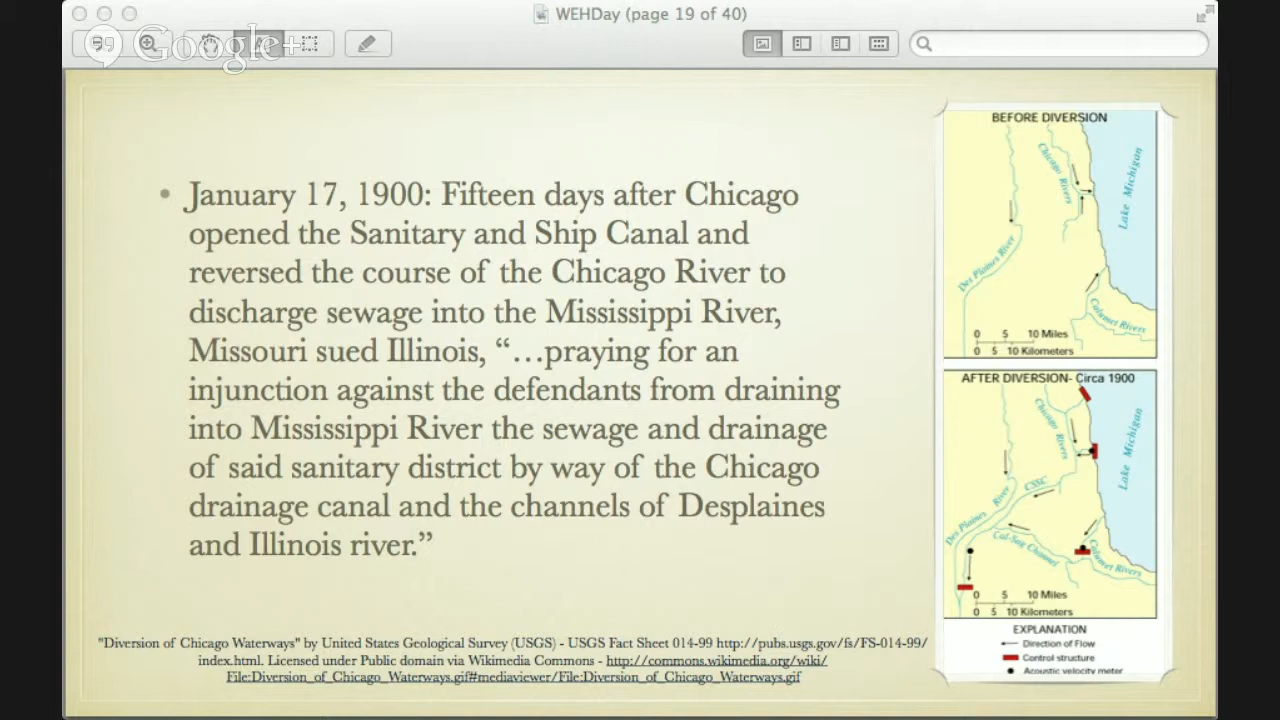 WEHDay (page 19 of 40)
Google+
• January 17, 1900: Fifteen days after Chicago
opened the Sanitary and Ship Canal and
reversed the course of the Chicago River to
discharge sewage into the Mississippi River,
Missouri sued Illinois, “…praying for an
injunction against the defendants from draining
into Mississippi River the sewage and drainage
of said sanitary district by way of the Chicago
drainage canal and the channels of Desplaines
and Illinois river.”
"Diversion of Chicago Waterways" by United States Geological Survey (USGS) - USGS Fact Sheet 014-99 http://pubs.usgs.gov/fs/FS-014-99/
index.html. Licensed under Public domain via Wikimedia Commons - http://commons.wikimedia.org/wiki/
File:Diversion_of_Chicago_Waterways.gif#mediaviewer/File:Diversion_of_Chicago_Waterways.gif
BEFORE DIVERSION
Chicago Rivers
Lake Michigan
Des Plaines River
Calumet Rivers
0 5 10 Miles
0 5 10 Kilometers
AFTER DIVERSION- Circa 1900
Chicago Rivers
Lake Michigan
CSSC
Des Plaines River
Cal-Sag Channel
Calumet Rivers
0 5 10 Miles
0 5 10 Kilometers
EXPLANATION
Direction of Flow
Control structure
Acoustic velocity meter